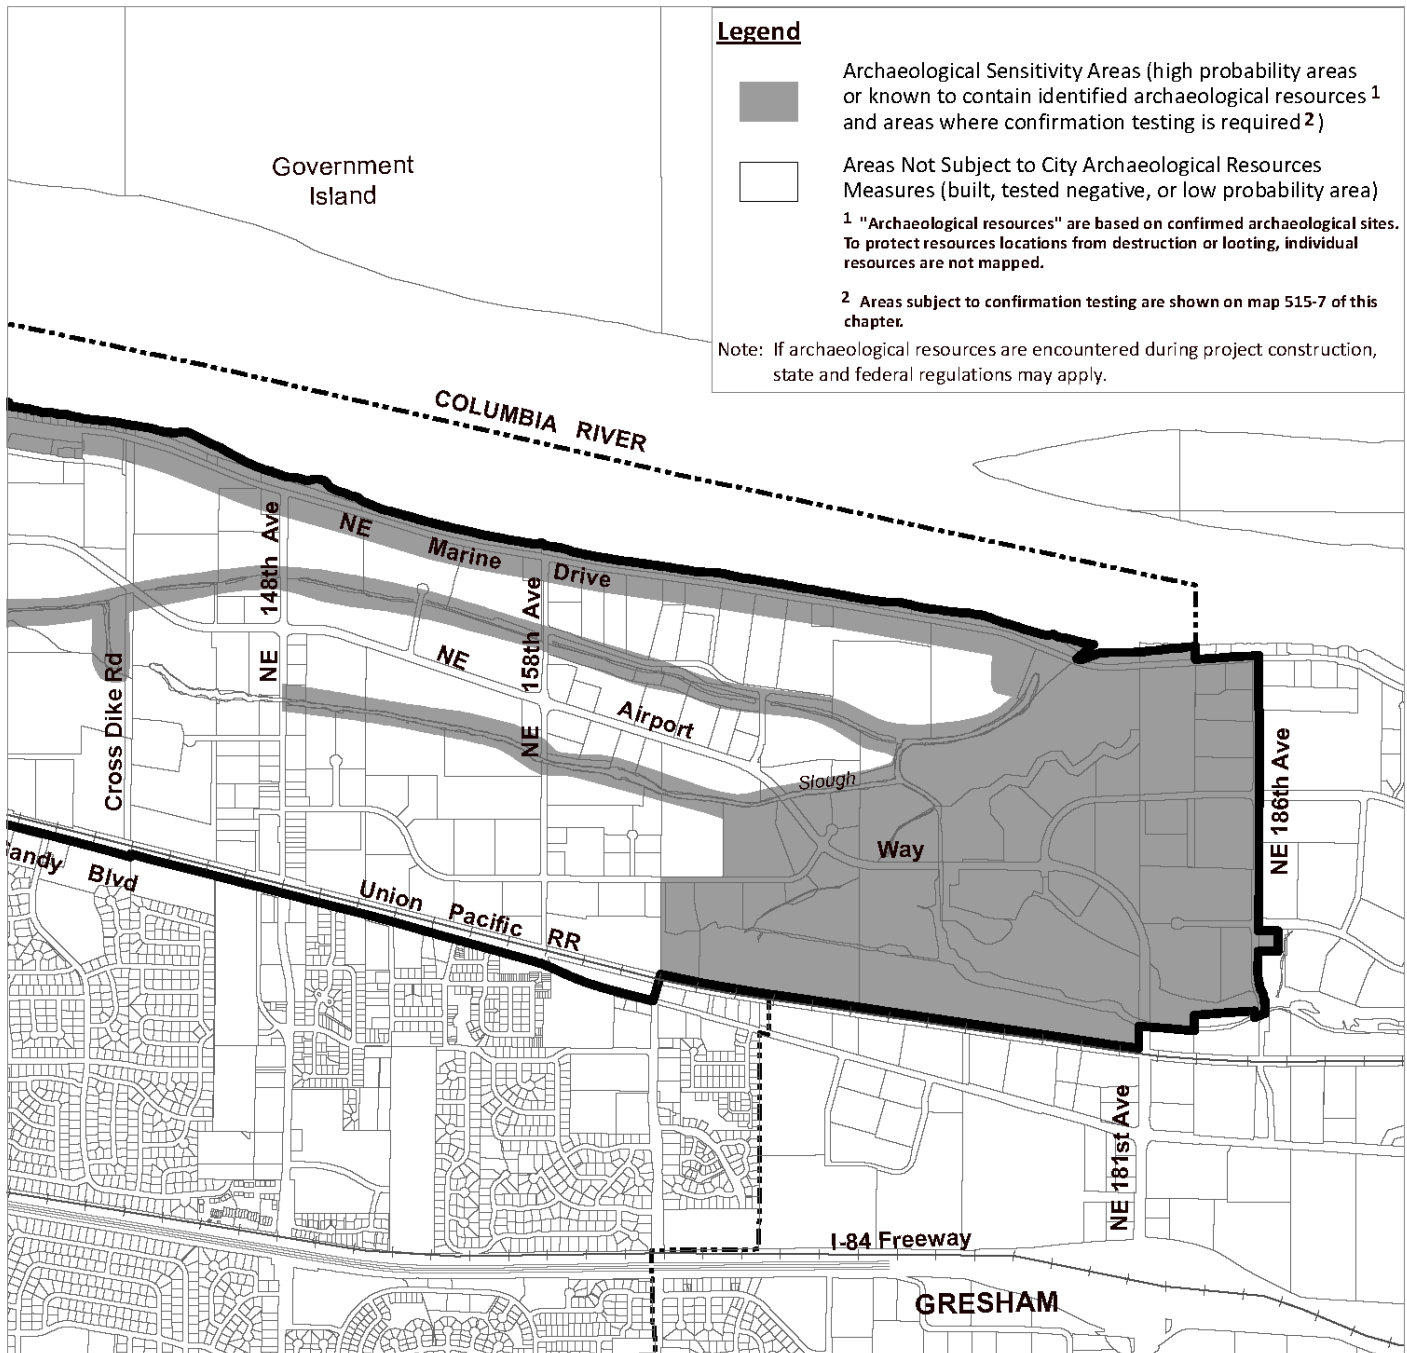 Legend
Archaeological Sensitivity Areas (high probability areas
or known to contain identified archaeological resources 1
and areas where confirmation testing is required 2 )
Areas Not Subject to City Archaeological Resources
Measures (built, tested negative, or low probability area)
1 "Archaeological resources" are based on confirmed archaeological sites.
To protect resources locations from destruction or looting, individual
resources are not mapped.
2 Areas subject to confirmation testing are shown on map 515-7 of this
chapter.
Note: If archaeological resources are encountered during project construction,
state and federal regulations may apply.
Government
Island
COLUMBIA RIVER
NE Marine Drive
NE 148th Ave
NE 158th Ave
NE Airport Way
Cross Dike Rd
Slough
NE 186th Ave
andy Blvd
Union Pacific RR
NE 181st Ave
I-84 Freeway
GRESHAM